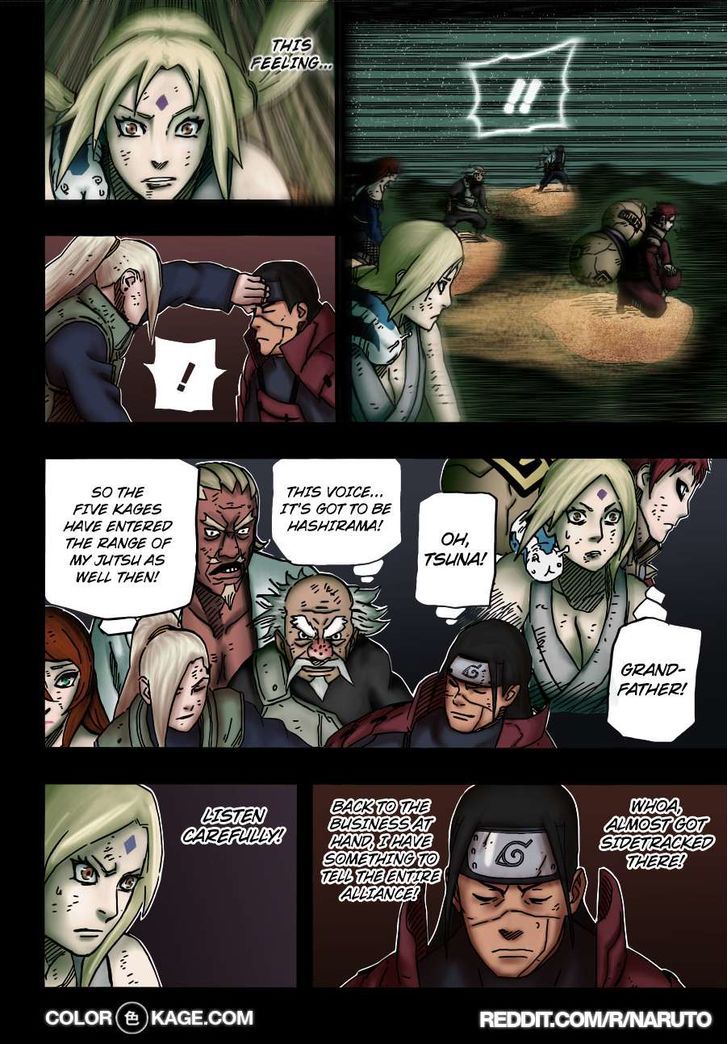 !!
THIS
FEELING...
!
GRAND-
FATHER!
OH,
TSUNA!
THIS VOICE...
IT'S GOT TO BE
HASHIRAMA!
SO THE
FIVE KAGES
HAVE ENTERED
THE RANGE OF
MY JUTSU AS
WELL THEN!
WHOA,
ALMOST GOT
SIDETRACKED
THERE!
BACK TO THE
BUSINESS AT
HAND, I HAVE
SOMETHING TO
TELL THE ENTIRE
ALLIANCE!
LISTEN
CAREFULLY!
COLOR 色 KAGE.COM
REDDIT.COM/R/NARUTO